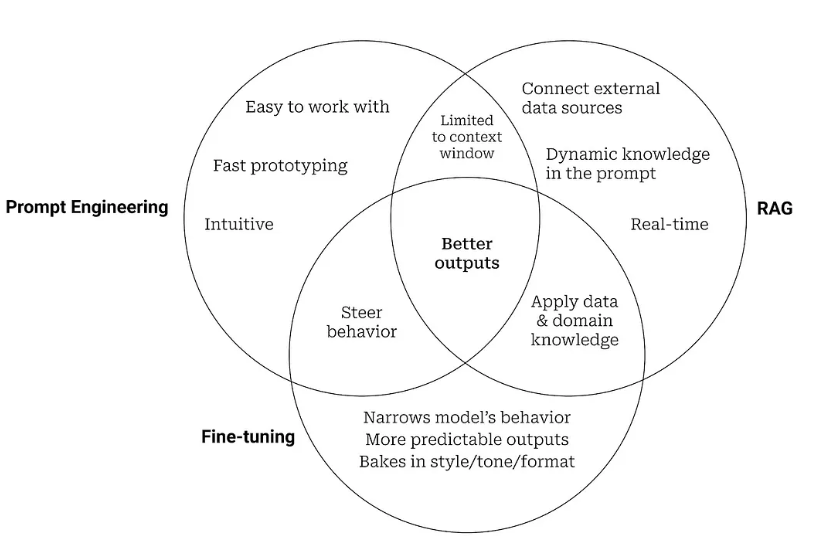 Easy to work with
Fast prototyping
Intuitive
Prompt Engineering
Limited
to context
window
Connect external
data sources
Dynamic knowledge
in the prompt
Real-time
RAG
Better
outputs
Steer
behavior
Apply data
& domain
knowledge
Fine-tuning
Narrows model's behavior
More predictable outputs
Bakes in style/tone/format